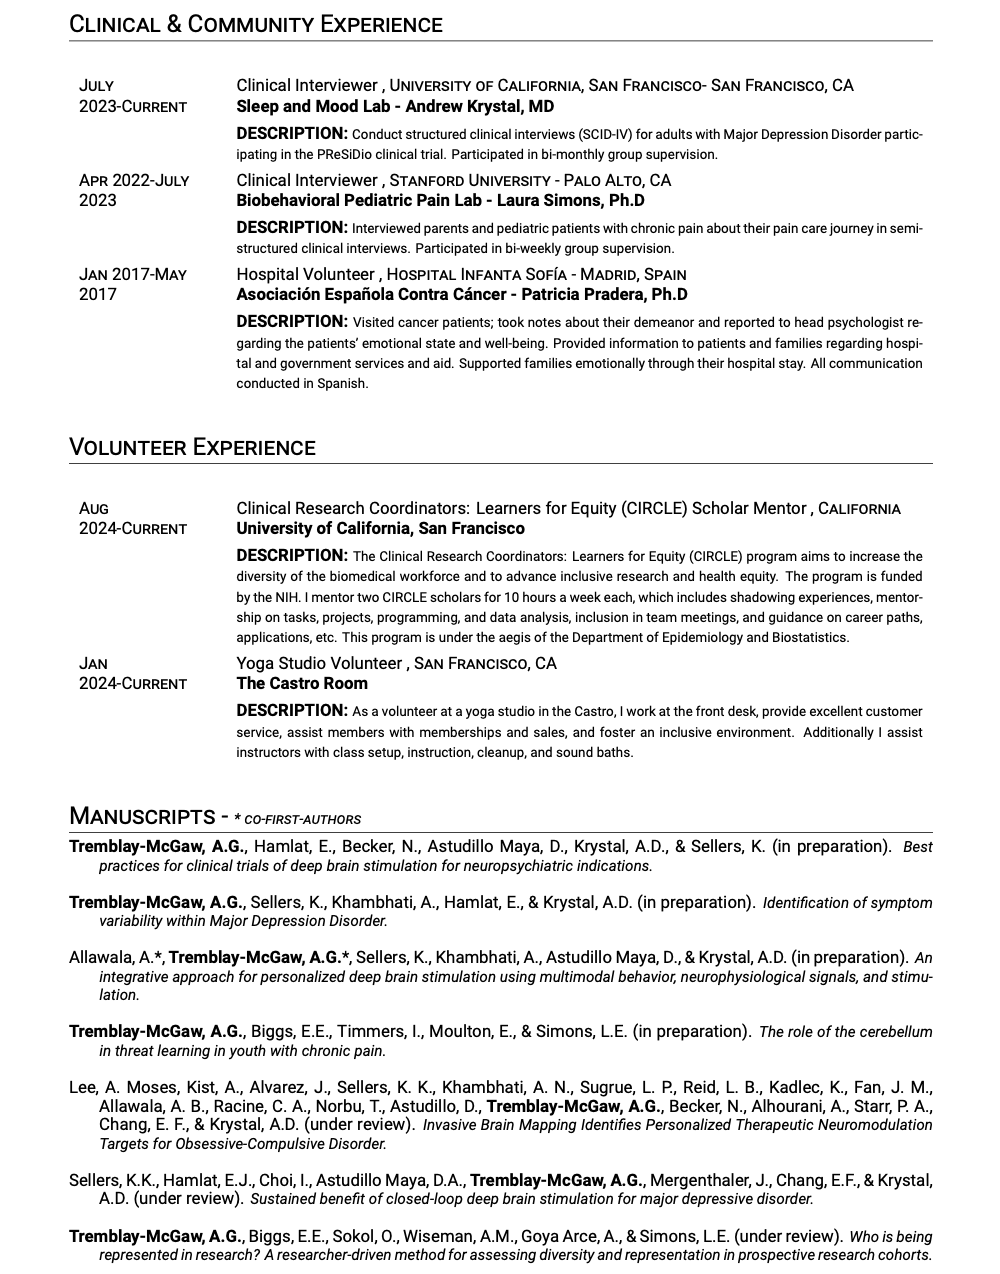 CLINICAL & COMMUNITY EXPERIENCE
JULY
2023-CURRENT
Clinical Interviewer , UNIVERSITY OF CALIFORNIA, SAN FRANCISCO- SAN FRANCISCO, CA
Sleep and Mood Lab - Andrew Krystal, MD
DESCRIPTION: Conduct structured clinical interviews (SCID-IV) for adults with Major Depression Disorder partic-
ipating in the PReSiDio clinical trial. Participated in bi-monthly group supervision.
APR 2022-JULY
2023
Clinical Interviewer , STANFORD UNIVERSITY - PALO ALTO, CA
Biobehavioral Pediatric Pain Lab - Laura Simons, Ph.D
DESCRIPTION: Interviewed parents and pediatric patients with chronic pain about their pain care journey in semi-
structured clinical interviews. Participated in bi-weekly group supervision.
JAN 2017-MAY
2017
Hospital Volunteer , HOSPITAL INFANTA SOFÍA - MADRID, SPAIN
Asociación Española Contra Cáncer - Patricia Pradera, Ph.D
DESCRIPTION: Visited cancer patients; took notes about their demeanor and reported to head psychologist re-
garding the patients' emotional state and well-being. Provided information to patients and families regarding hospi-
tal and government services and aid. Supported families emotionally through their hospital stay. All communication
conducted in Spanish.
VOLUNTEER EXPERIENCE
AUG
2024-CURRENT
Clinical Research Coordinators: Learners for Equity (CIRCLE) Scholar Mentor , CALIFORNIA
University of California, San Francisco
DESCRIPTION: The Clinical Research Coordinators: Learners for Equity (CIRCLE) program aims to increase the
diversity of the biomedical workforce and to advance inclusive research and health equity. The program is funded
by the NIH. I mentor two CIRCLE scholars for 10 hours a week each, which includes shadowing experiences, mentor-
ship on tasks, projects, programming, and data analysis, inclusion in team meetings, and guidance on career paths,
applications, etc. This program is under the aegis of the Department of Epidemiology and Biostatistics.
JAN
2024-CURRENT
Yoga Studio Volunteer , SAN FRANCISCO, CA
The Castro Room
DESCRIPTION: As a volunteer at a yoga studio in the Castro, I work at the front desk, provide excellent customer
service, assist members with memberships and sales, and foster an inclusive environment. Additionally I assist
instructors with class setup, instruction, cleanup, and sound baths.
MANUSCRIPTS - * CO-FIRST-AUTHORS
Tremblay-McGaw, A.G., Hamlat, E., Becker, N., Astudillo Maya, D., Krystal, A.D., & Sellers, K. (in preparation). Best
practices for clinical trials of deep brain stimulation for neuropsychiatric indications.
Tremblay-McGaw, A.G., Sellers, K., Khambhati, A., Hamlat, E., & Krystal, A.D. (in preparation). Identification of symptom
variability within Major Depression Disorder.
Allawala, A.*, Tremblay-McGaw, A.G.*, Sellers, K., Khambhati, A., Astudillo Maya, D., & Krystal, A.D. (in preparation). An
integrative approach for personalized deep brain stimulation using multimodal behavior, neurophysiological signals, and stimu-
lation.
Tremblay-McGaw, A.G., Biggs, E.E., Timmers, I., Moulton, E., & Simons, L.E. (in preparation). The role of the cerebellum
in threat learning in youth with chronic pain.
Lee, A. Moses, Kist, A., Alvarez, J., Sellers, K. K., Khambhati, A. N., Sugrue, L. P., Reid, L. B., Kadlec, K., Fan, J. M.,
Allawala, A. B., Racine, C. A., Norbu, T., Astudillo, D., Tremblay-McGaw, A.G., Becker, N., Alhourani, A., Starr, P. A.,
Chang, E. F., & Krystal, A.D. (under review). Invasive Brain Mapping Identifies Personalized Therapeutic Neuromodulation
Targets for Obsessive-Compulsive Disorder.
Sellers, K.K., Hamlat, E.J., Choi, I., Astudillo Maya, D.A., Tremblay-McGaw, A.G., Mergenthaler, J., Chang, E.F., & Krystal,
A.D. (under review). Sustained benefit of closed-loop deep brain stimulation for major depressive disorder.
Tremblay-McGaw, A.G., Biggs, E.E., Sokol, O., Wiseman, A.M., Goya Arce, A., & Simons, L.E. (under review). Who is being
represented in research? A researcher-driven method for assessing diversity and representation in prospective research cohorts.